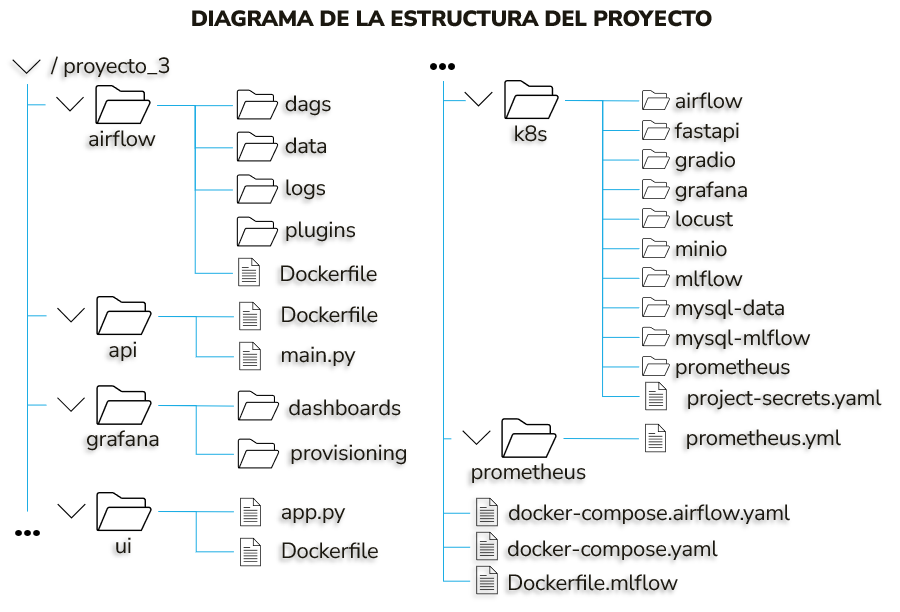 DIAGRAMA DE LA ESTRUCTURA DEL PROYECTO
/ proyecto_3
airflow
dags
data
logs
plugins
Dockerfile
api
Dockerfile
main.py
grafana
dashboards
provisioning
ui
app.py
Dockerfile
•••
•••
k8s
airflow
fastapi
gradio
grafana
locust
minio
mlflow
mysql-data
mysql-mlflow
prometheus
project-secrets.yaml
prometheus
prometheus.yml
docker-compose.airflow.yaml
docker-compose.yaml
Dockerfile.mlflow